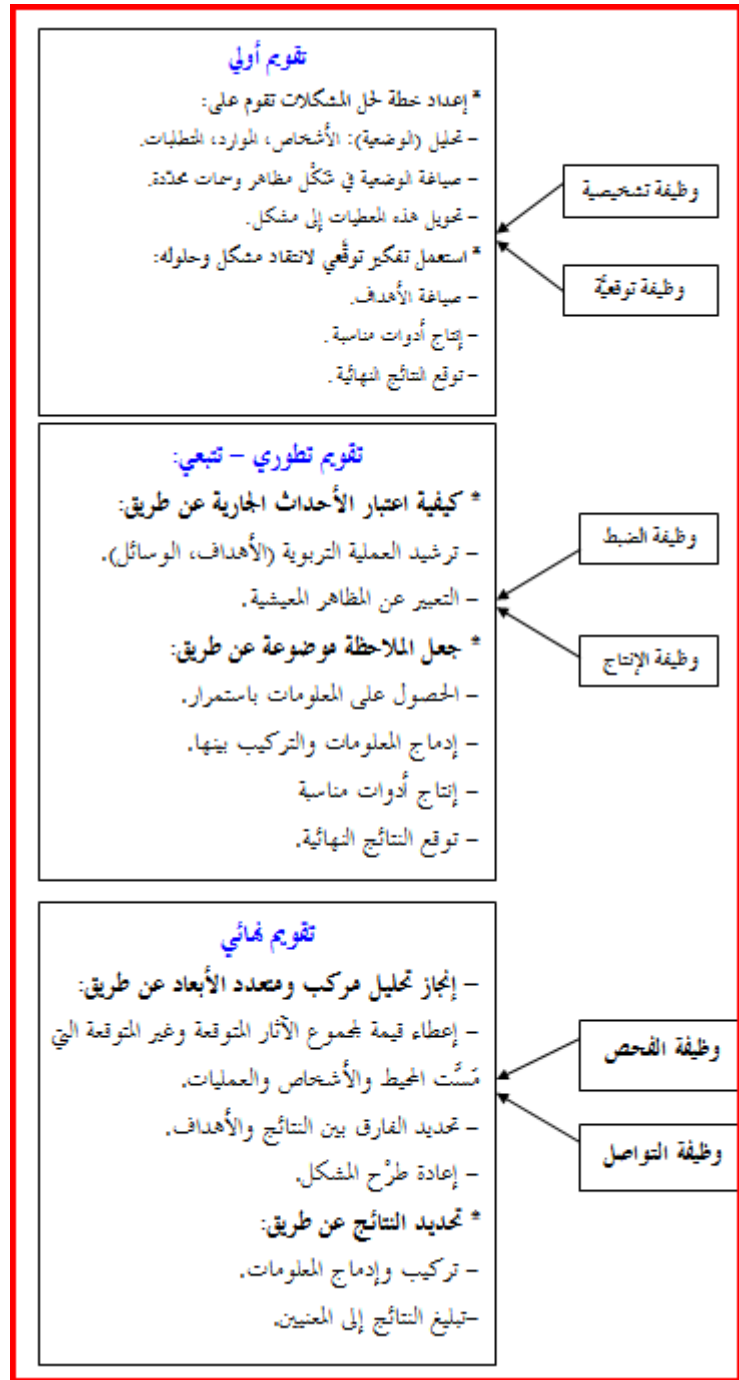 تقويم أولي
* إعداد خطة لحل المشكلات تقوم على:
- تحليل (الوضعية): الأشخاص، الموارد، المتطلبات.
- صياغة الوضعية في شكْل مظاهر وسمات محدّدة.
- تحويل هذه المعطيات إلى مشكل.
* استعمل تفكير توقُّعي لانتقاد مشكل وحلوله:
- صياغة الأهداف.
- إنتاج أدوات مناسبة.
- توقع النتائج النهائية.
وظيفة تشخيصية
وظيفة توقعيَّة
تقويم تطوري – تتبعي:
* كيفية اعتبار الأحداث الجارية عن طريق:
- ترشيد العملية التربوية (الأهداف، الوسائل).
- التعبير عن المظاهر المعيشية.
* جعل الملاحظة موضوعة عن طريق:
- الحصول على المعلومات باستمرار.
- إدماج المعلومات والتركيب بينها.
- إنتاج أدوات مناسبة
- توقع النتائج النهائية.
وظيفة الضبط
وظيفة الإنتاج
تقويم نهائي
- إنجاز تحليل مركب ومتعدد الأبعاد عن طريق:
- إعطاء قيمة لمجموع الآثار المتوقعة وغير المتوقعة التي
مَسَّت المحيط والأشخاص والعمليات.
- تحديد الفارق بين النتائج والأهداف.
- إعادة طرْح المشكل.
* تحديد النتائج عن طريق:
- تركيب وإدماج المعلومات.
-تبليغ النتائج إلى المعنيين.
وظيفة الفحص
وظيفة التواصل